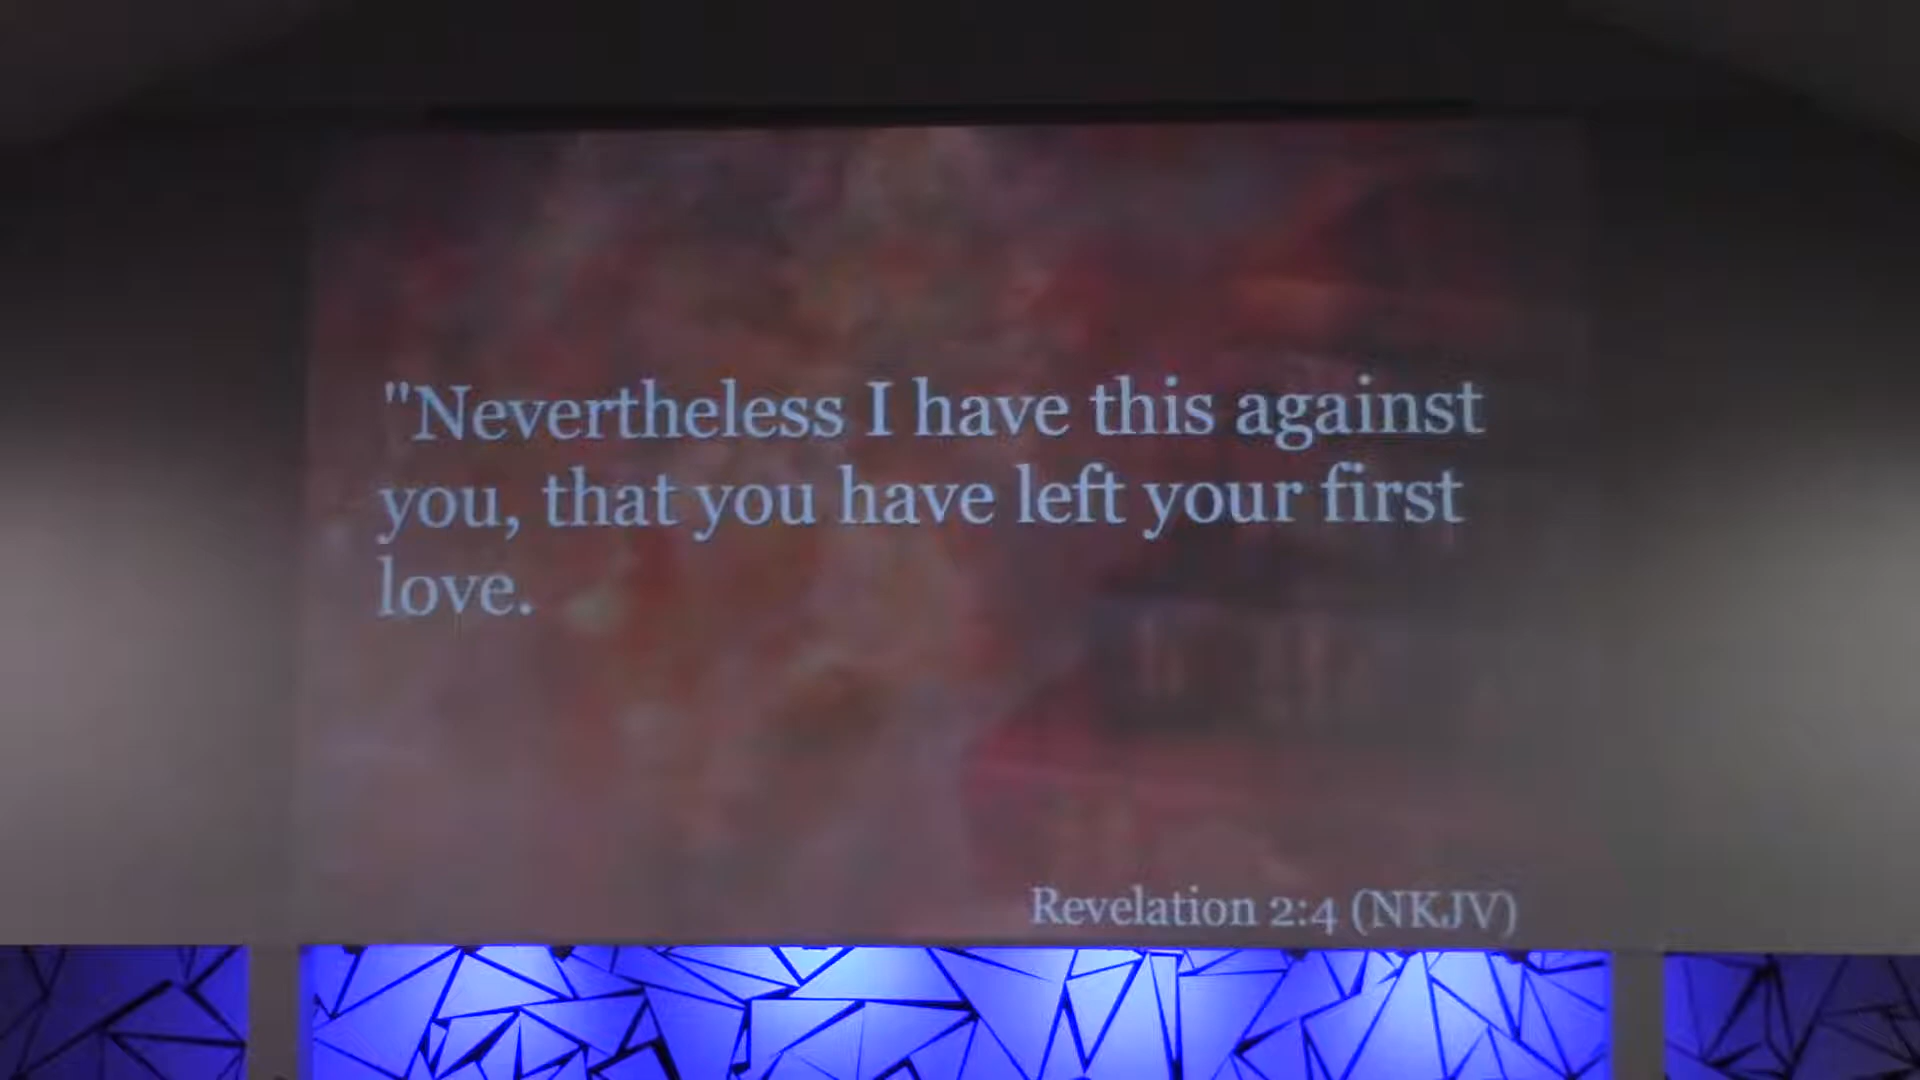 "Nevertheless I have this against
you, that you have left your first
love.
Revelation 2:4 (NKJV)